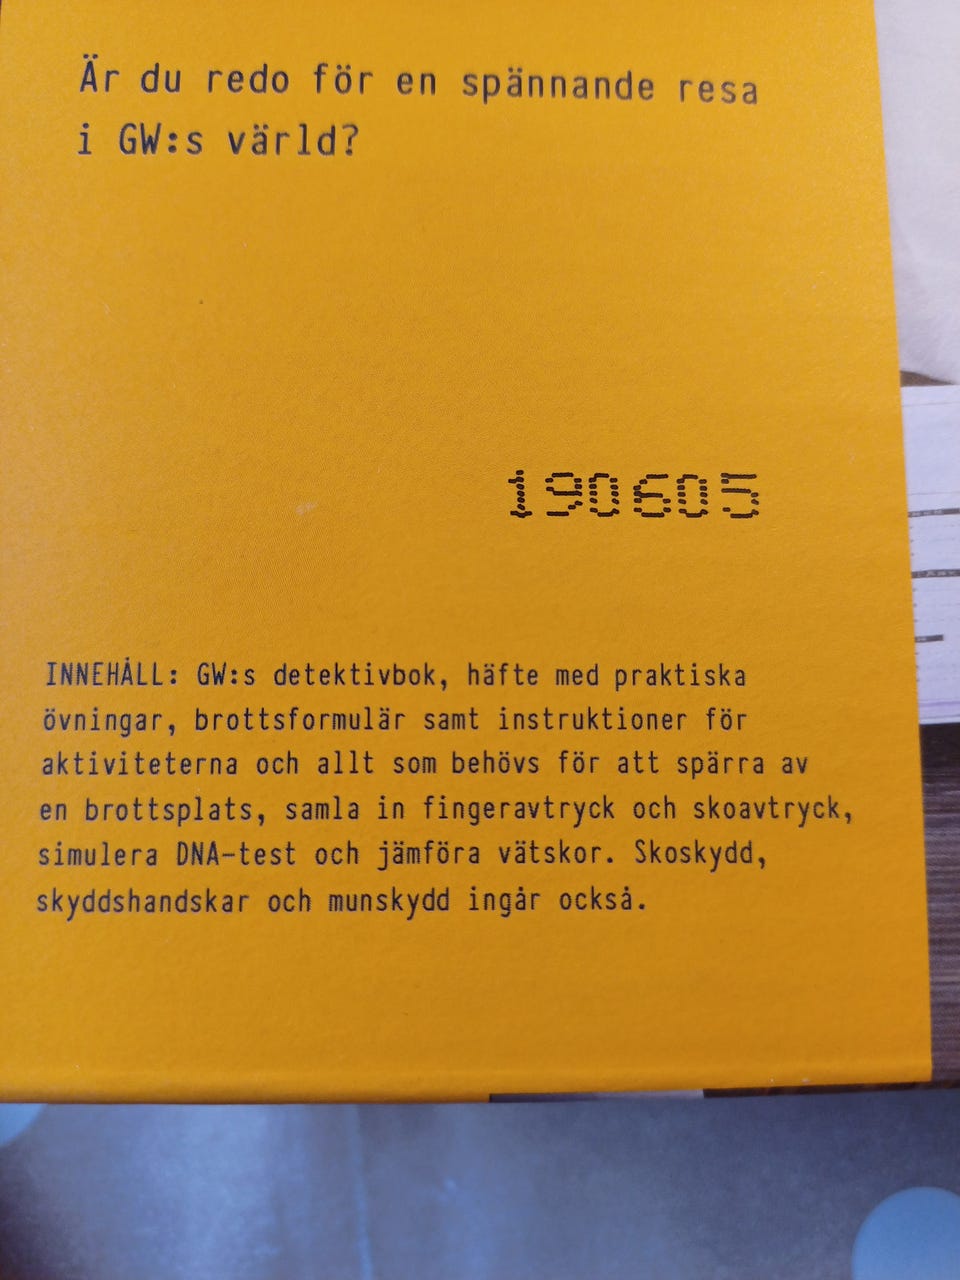 Är du redo för en spännande resa
i GW:s värld?
190605
INNEHÅLL: GW:s detektivbok, häfte med praktiska
övningar, brottsformulär samt instruktioner för
aktiviteterna och allt som behövs för att spärra av
en brottsplats, samla in fingeravtryck och skoavtryck,
simulera DNA-test och jämföra vätskor. Skoskydd,
skyddshandskar och munskydd ingår också.